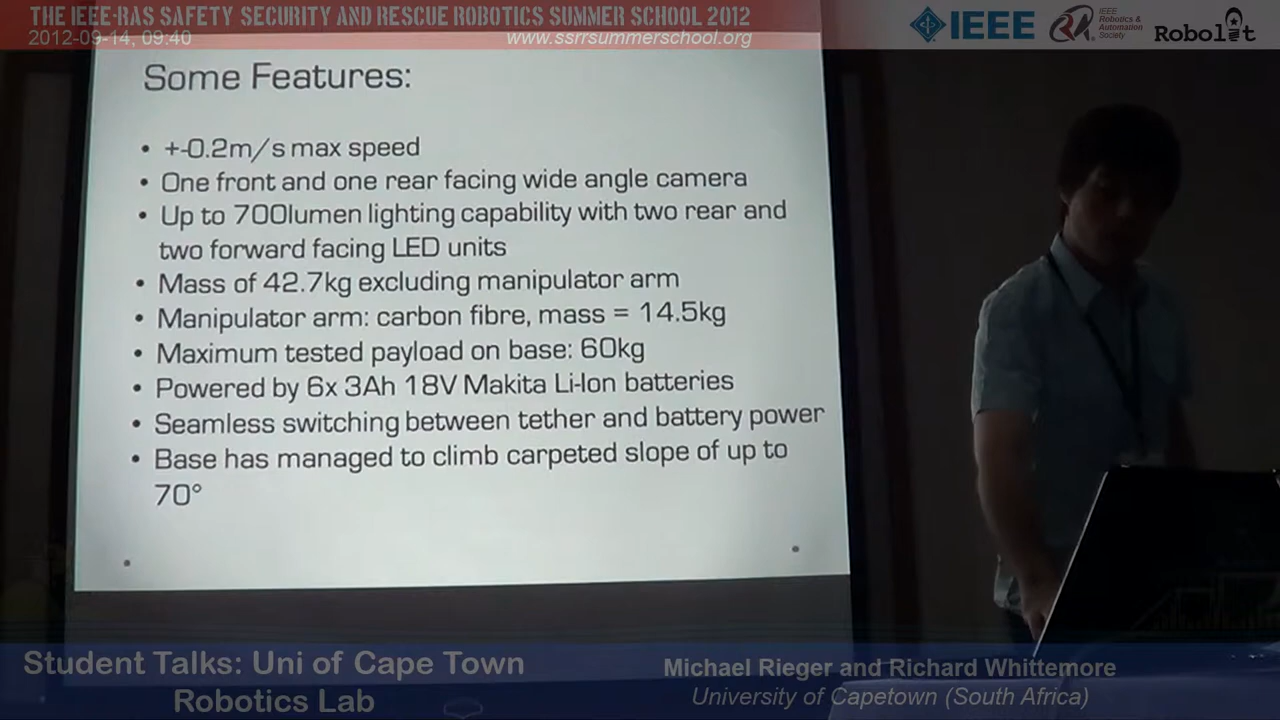 THE IEEE-RAS SAFETY SECURITY AND RESCUE ROBOTICS SUMMER SCHOOL 2012
2012-09-14, 09:40
www.ssrrsummerschool.org
IEEE
IEEE
Robotics &
Automation
Society
Robolit
Some Features:
• +-0.2m/s max speed
• One front and one rear facing wide angle camera
• Up to 700lumen lighting capability with two rear and
two forward facing LED units
• Mass of 42.7kg excluding manipulator arm
• Manipulator arm: carbon fibre, mass = 14.5kg
• Maximum tested payload on base: 60kg
• Powered by 6x 3Ah 18V Makita Li-Ion batteries
• Seamless switching between tether and battery power
• Base has managed to climb carpeted slope of up to
70°
Student Talks: Uni of Cape Town
Robotics Lab
Michael Rieger and Richard Whittemore
University of Capetown (South Africa)